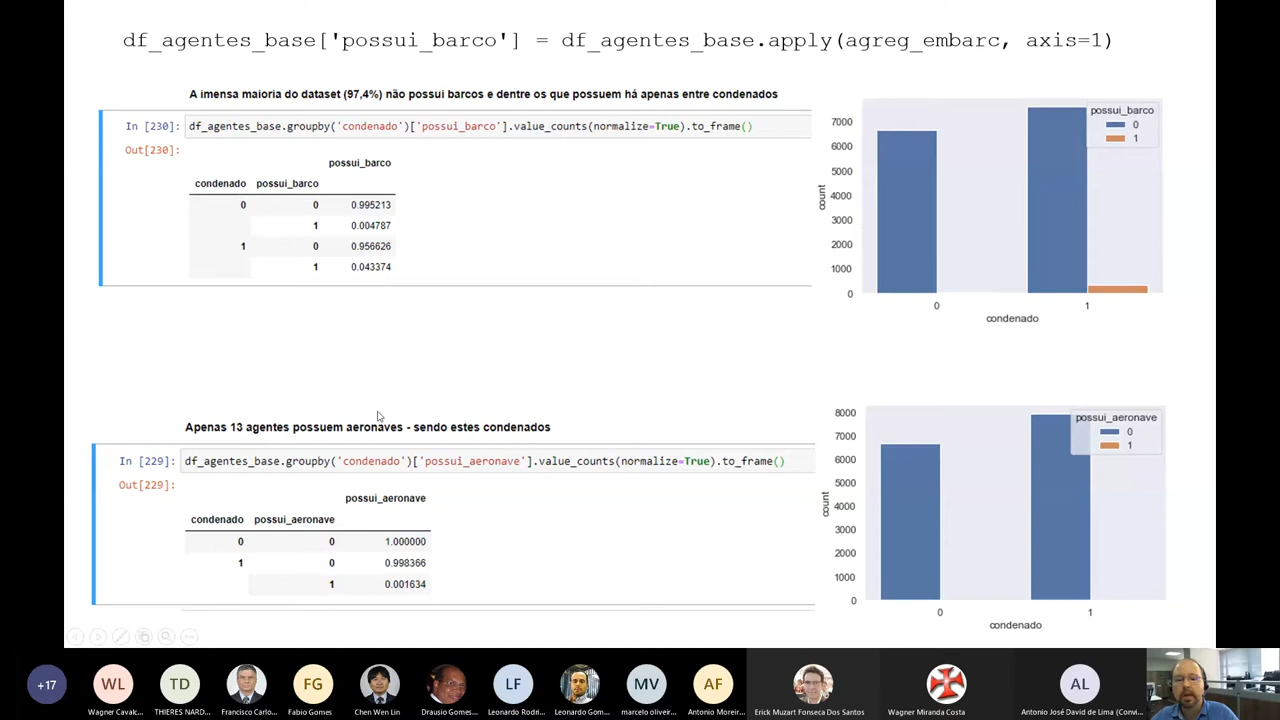 df_agentes_base['possui_barco'] = df_agentes_base.apply(agreg_embarc, axis=1)
A imensa maioria do dataset (97,4%) não possui barcos e dentre os que possuem há apenas entre condenados
In [230]: df_agentes_base.groupby('condenado')['possui_barco'].value_counts(normalize=True).to_frame()
Out[230]:
possui_barco
condenado possui_barco
0 0 0.995213
1 0.004787
1 0 0.956626
1 0.043374
possui_barco
0
1
7000
6000
5000
4000
3000
2000
1000
0
count
0 1
condenado
Apenas 13 agentes possuem aeronaves - sendo estes condenados
In [229]: df_agentes_base.groupby('condenado')['possui_aeronave'].value_counts(normalize=True).to_frame()
Out[229]:
possui_aeronave
condenado possui_aeronave
0 0 1.000000
1 0 0.998366
1 0.001634
possui_aeronave
0
1
8000
7000
6000
5000
4000
3000
2000
1000
0
count
0 1
condenado
+17 WL TD FG LF MV AF AL
Wagner Cavalc... THIERES NARD... Francisco Carlo... Fabio Gomes Chen Wen Lin Drausio Gomes... Leonardo Rodri... Leonardo Gom... marcelo oliveir... Antonio Moreir... Erick Muzart Fonseca Dos Santos Wagner Miranda Costa Antonio José David de Lima (Convi...